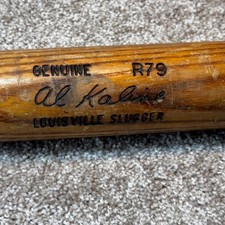 GENUINE R79
Al Kaline
LOUISVILLE SLUGGER